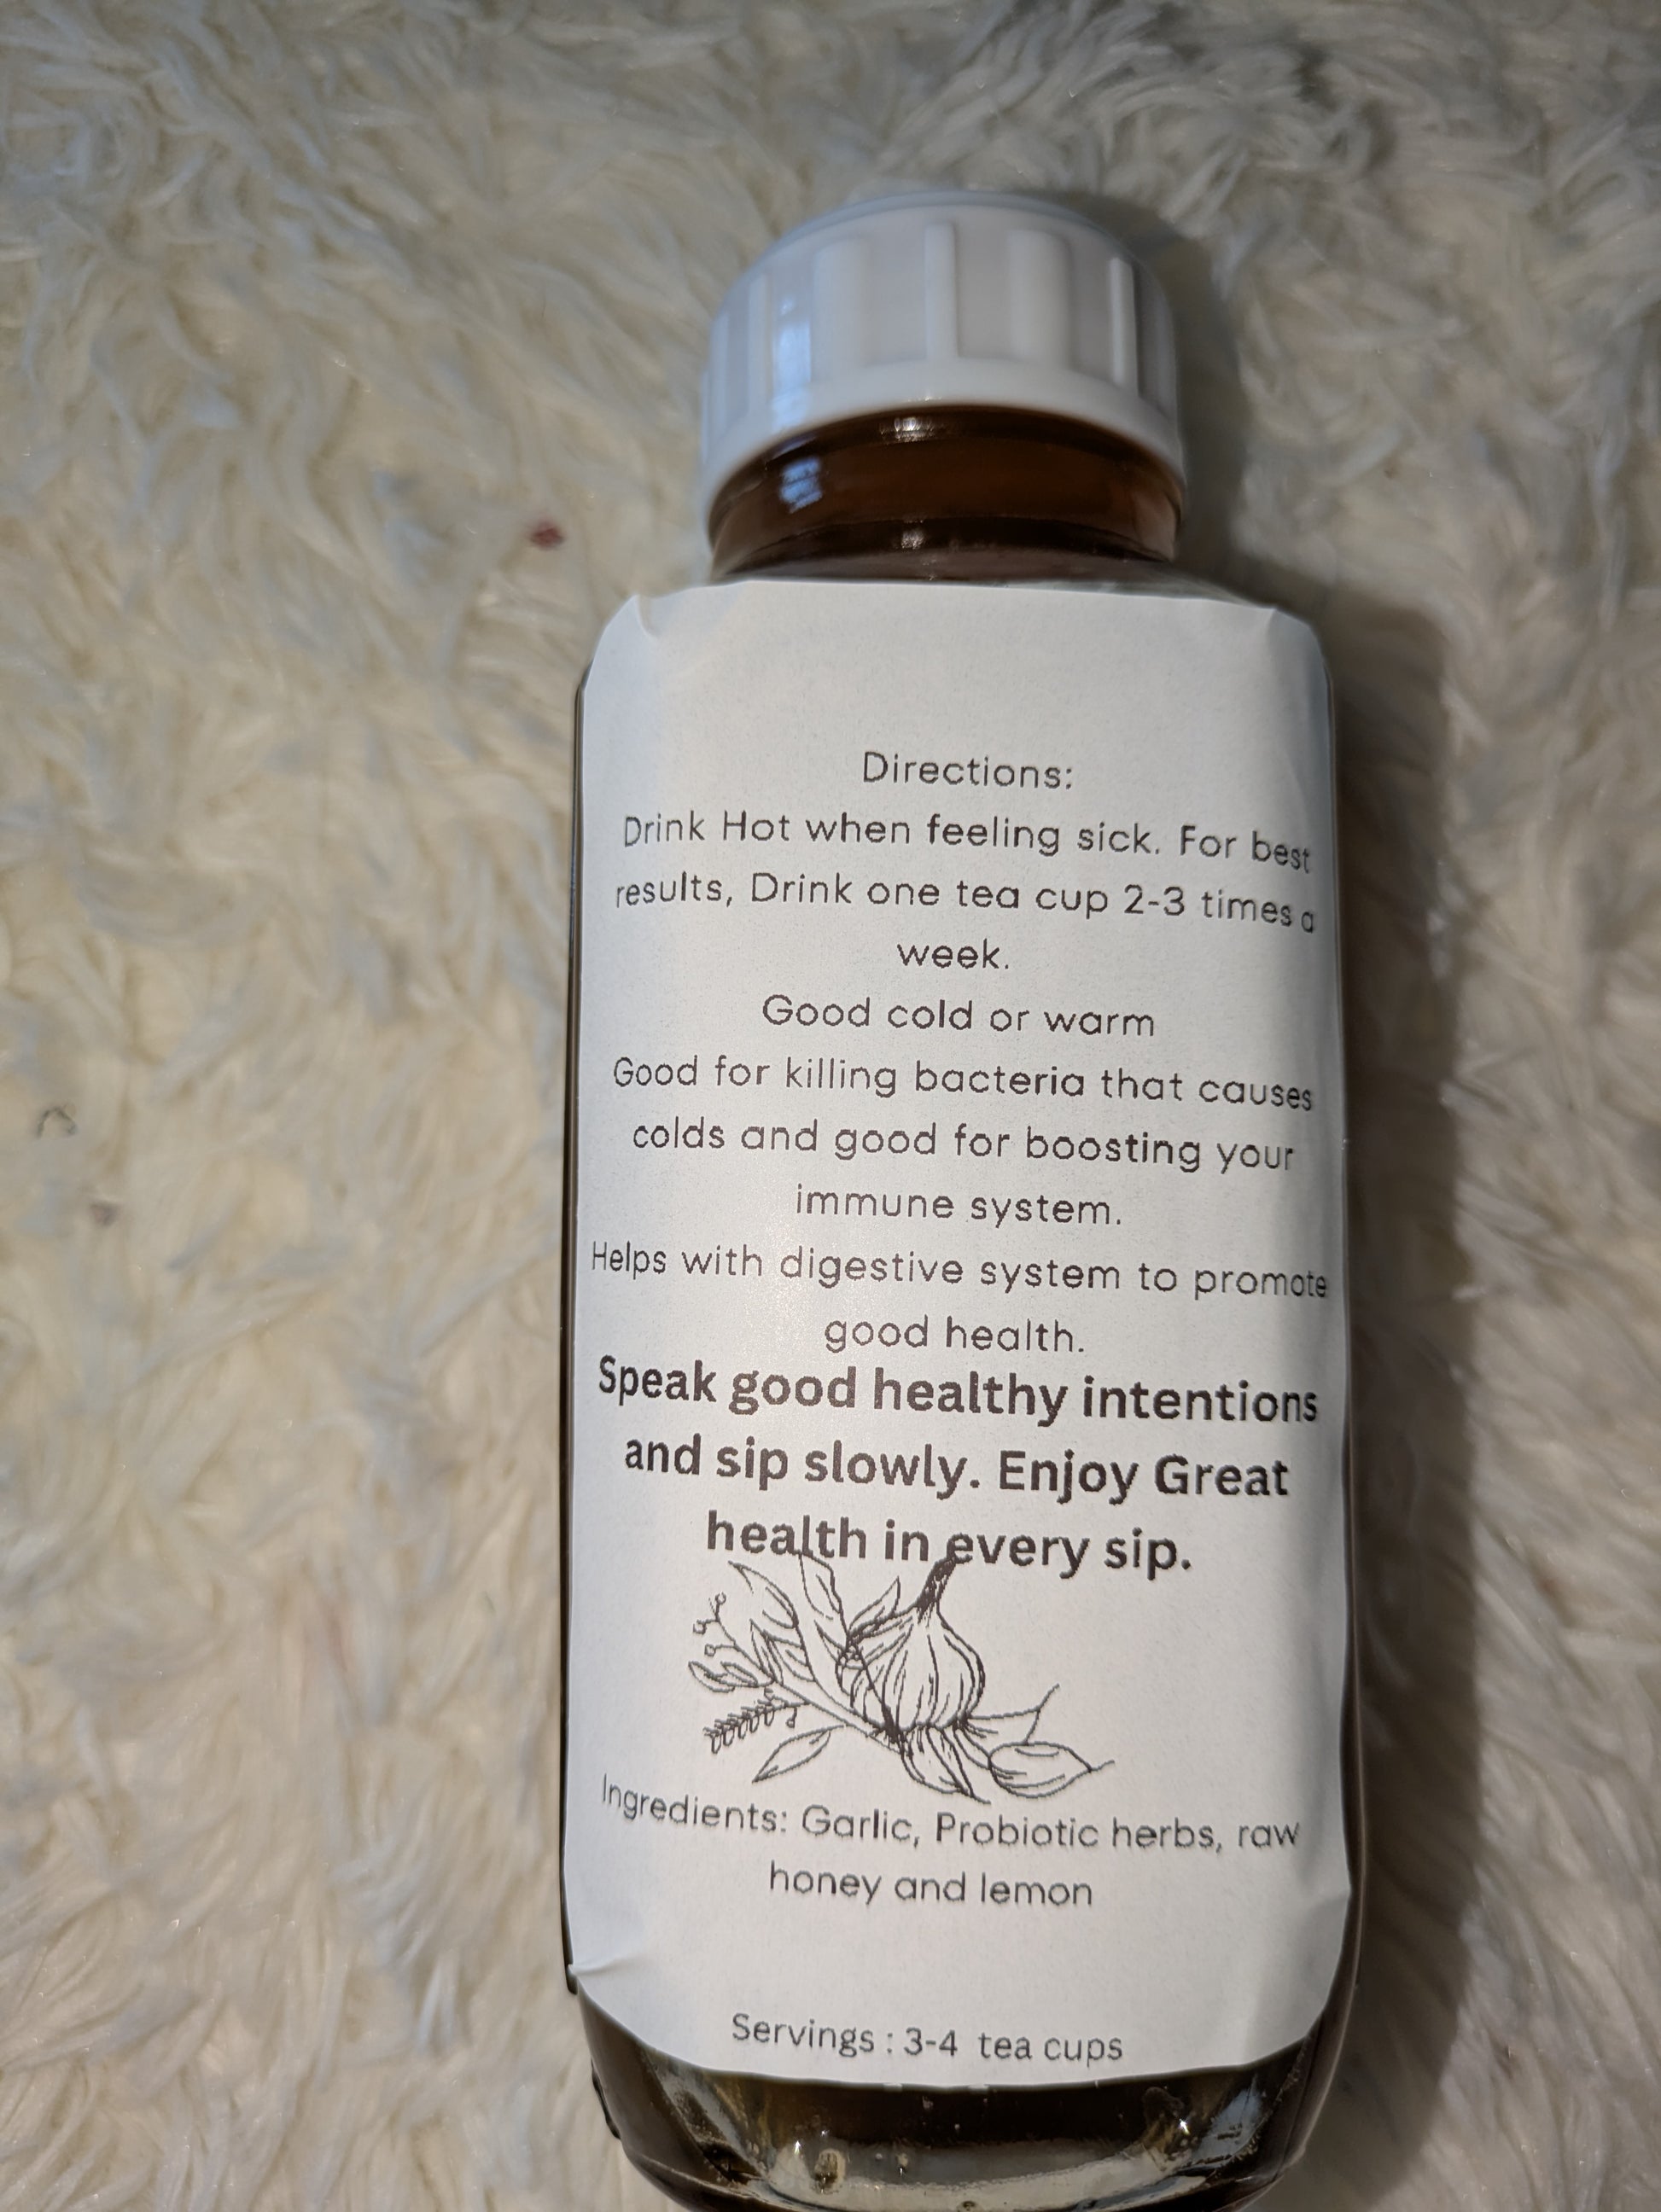 Directions:
Drink Hot when feeling sick. For best
results, Drink one tea cup 2-3 times a
week.
Good cold or warm
Good for killing bacteria that causes
colds and good for boosting your
immune system.
Helps with digestive system to promote
good health.
Speak good healthy intentions
and sip slowly. Enjoy Great
health in every sip.
Ingredients: Garlic, Probiotic herbs, raw
honey and lemon
Servings : 3-4 tea cups